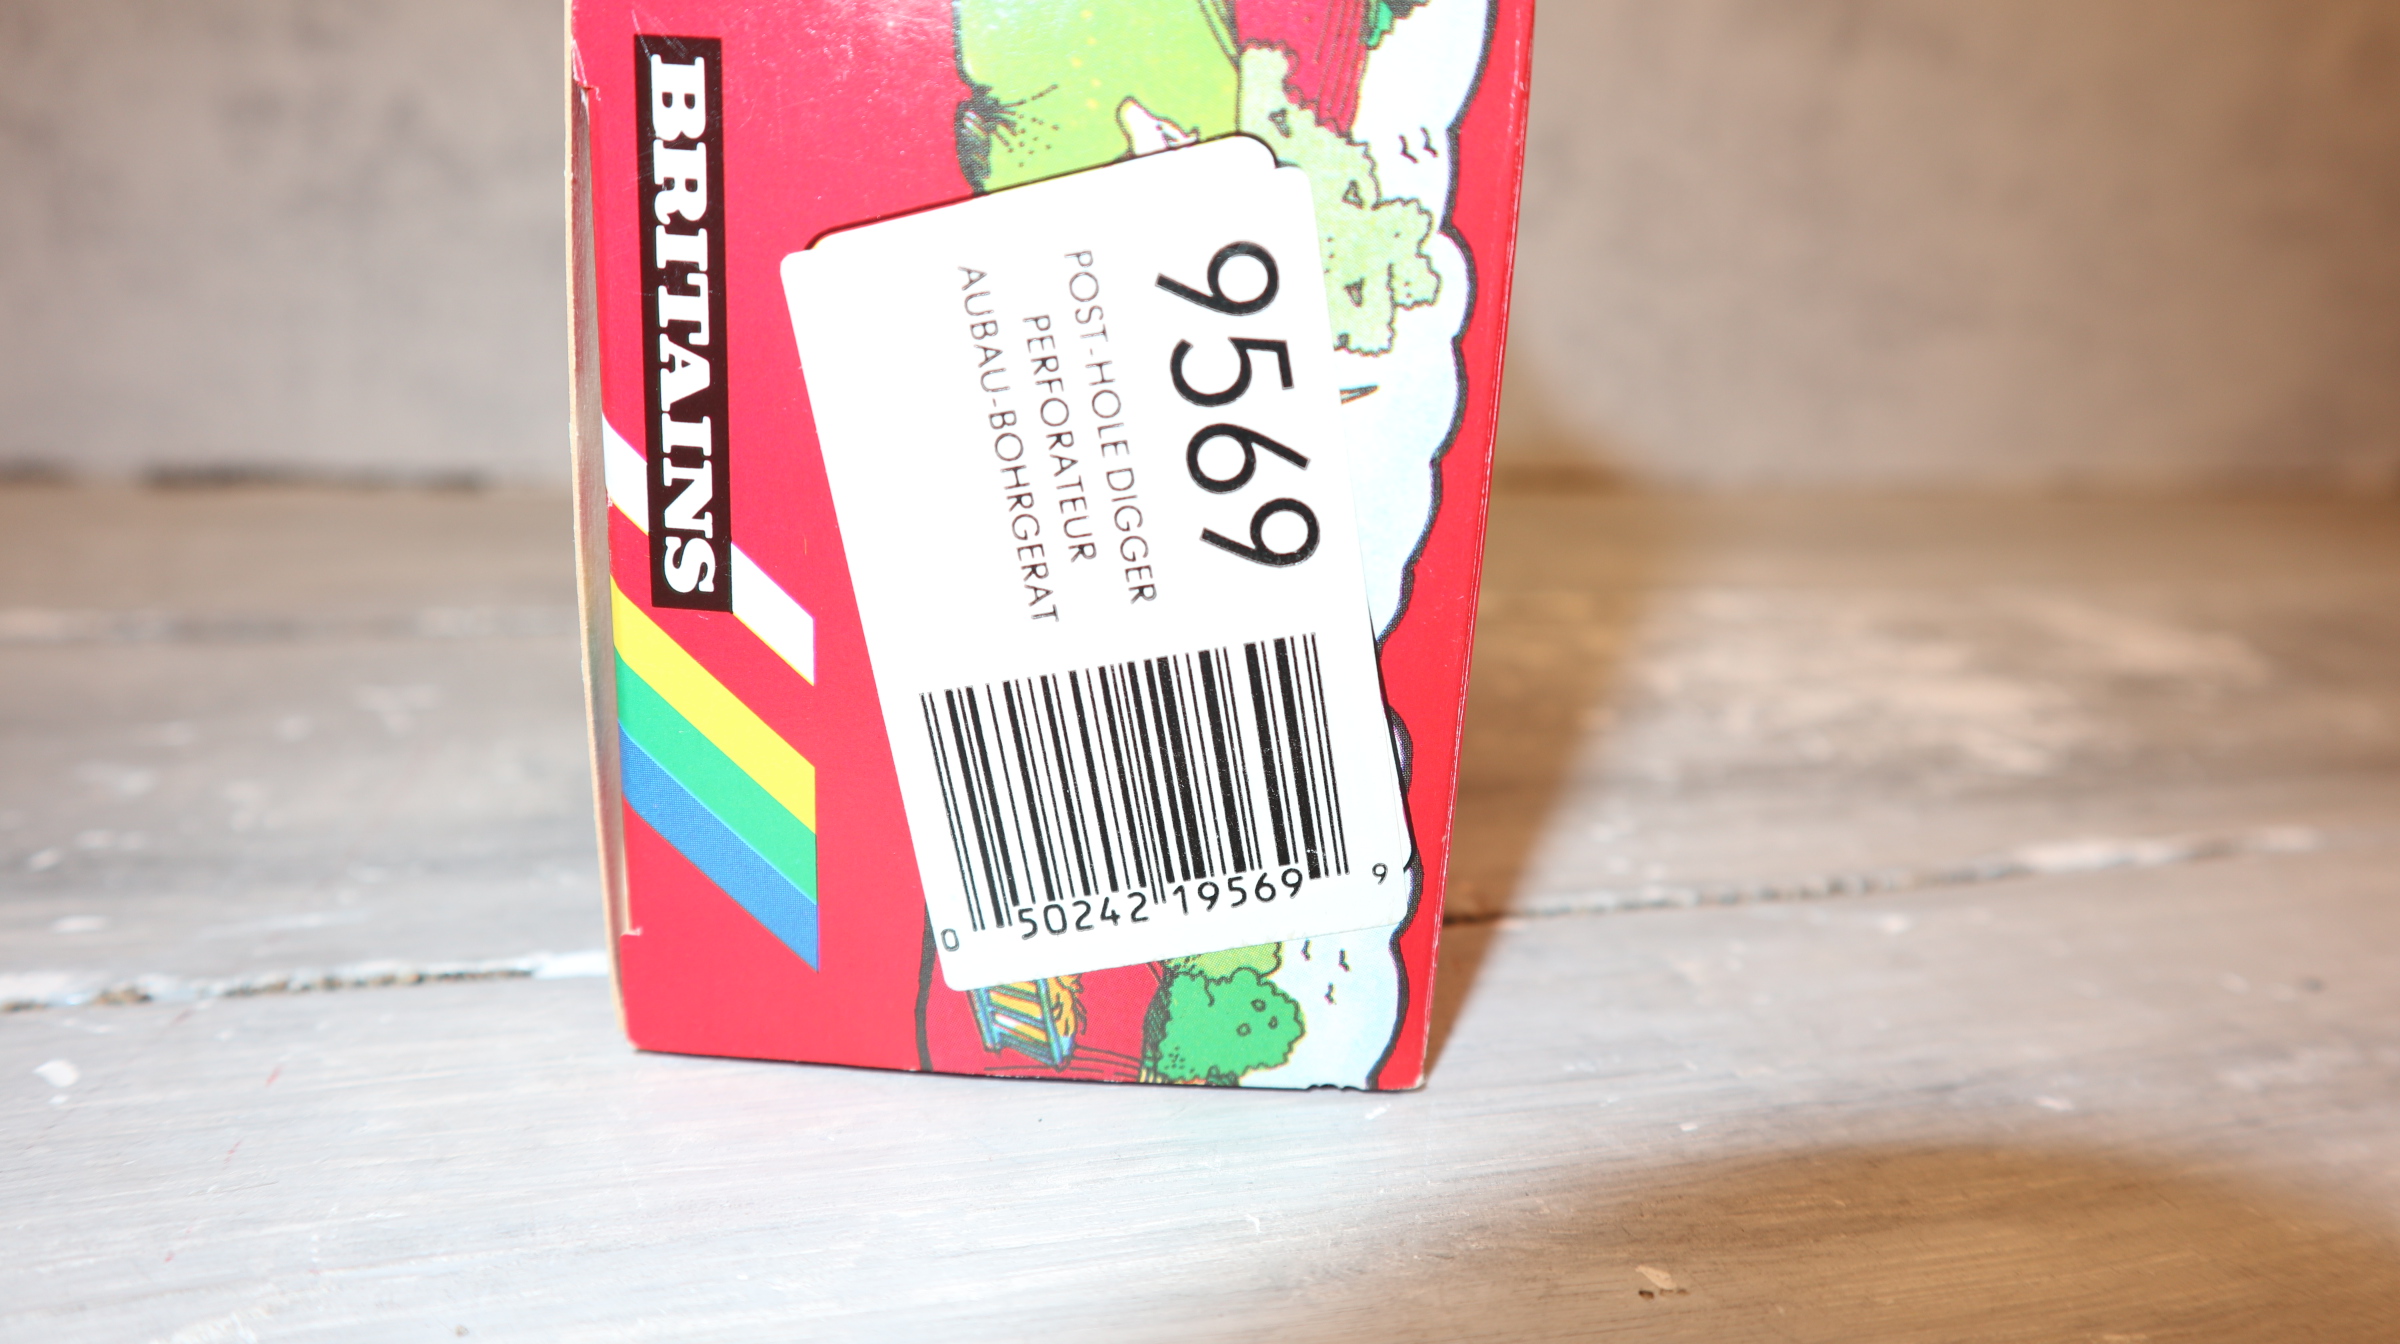 BRITAINS
9569
POST-HOLE DIGGER
PERFORATEUR
AUBAU-BOHRGERAT
0 50242 19569 9